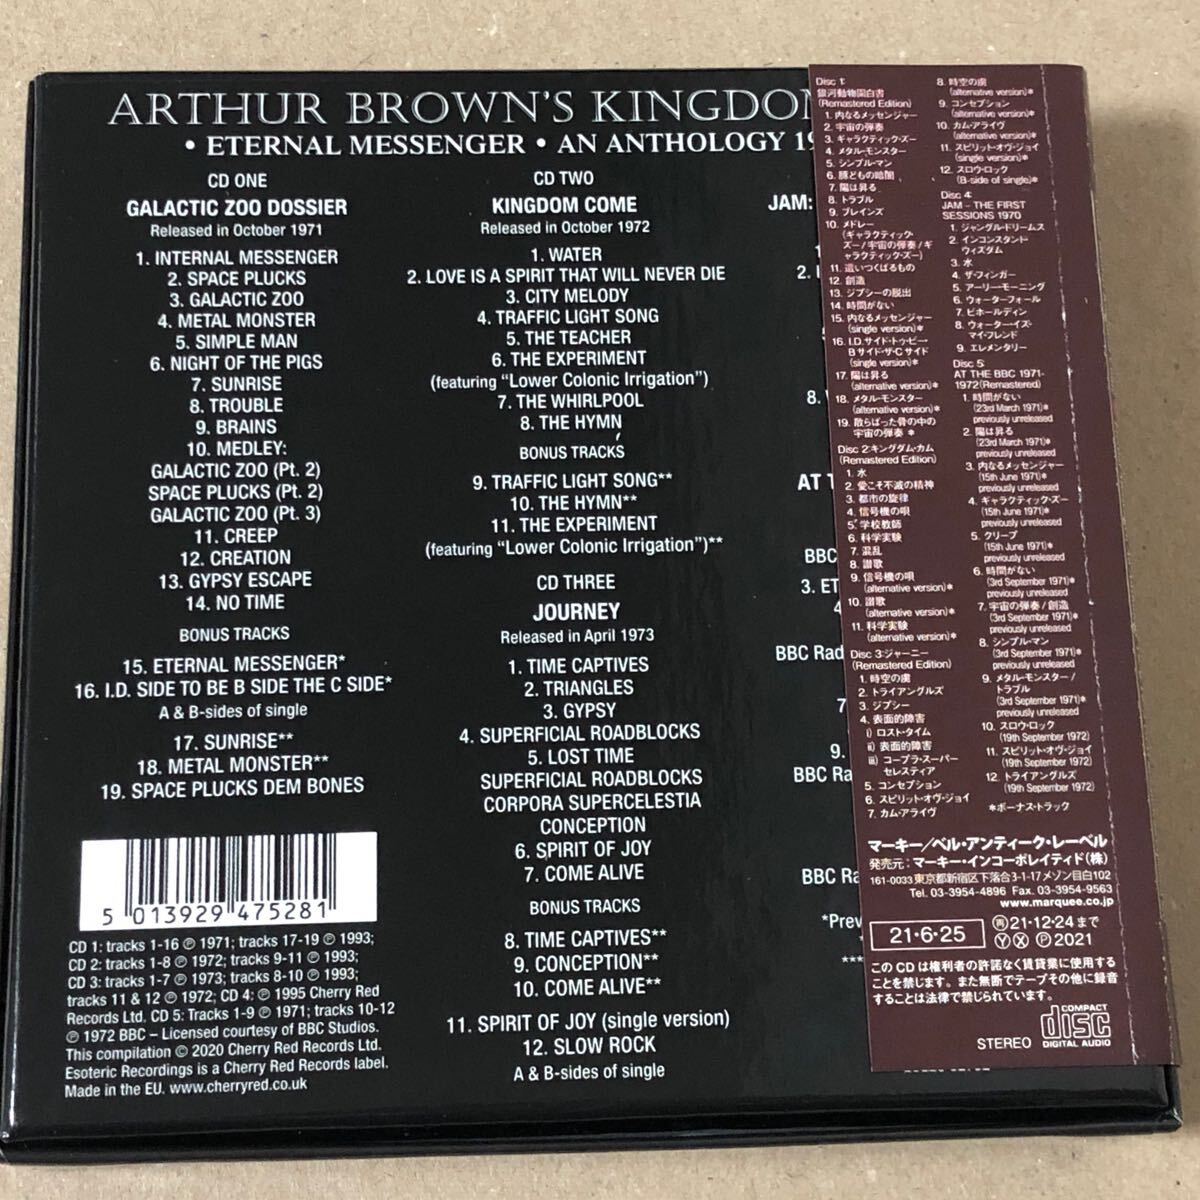 ARTHUR BROWN'S KINGDOM
• ETERNAL MESSENGER • AN ANTHOLOGY
CD ONE
GALACTIC ZOO DOSSIER
Released in October 1971
1. INTERNAL MESSENGER
2. SPACE PLUCKS
3. GALACTIC ZOO
4. METAL MONSTER
5. SIMPLE MAN
6. NIGHT OF THE PIGS
7. SUNRISE
8. TROUBLE
9. BRAINS
10. MEDLEY:
GALACTIC ZOO (Pt. 2)
SPACE PLUCKS (Pt. 2)
GALACTIC ZOO (Pt. 3)
11. CREEP
12. CREATION
13. GYPSY ESCAPE
14. NO TIME
BONUS TRACKS
15. ETERNAL MESSENGER*
16. I.D. SIDE TO BE B SIDE THE C SIDE*
A & B-sides of single
17. SUNRISE**
18. METAL MONSTER**
19. SPACE PLUCKS DEM BONES
5 013929 475281
CD 1: tracks 1-16 ℗ 1971; tracks 17-19 ℗ 1993;
CD 2: tracks 1-8 ℗ 1972; tracks 9-11 ℗ 1993;
CD 3: tracks 1-7 ℗ 1973; tracks 8-10 ℗ 1993;
tracks 11 & 12 ℗ 1972; CD 4; ℗ 1995 Cherry Red
Records Ltd. CD 5: Tracks 1-9 ℗ 1971; tracks 10-12
℗ 1972 BBC – Licensed courtesy of BBC Studios.
This compilation © 2020 Cherry Red Records Ltd.
Esoteric Recordings is a Cherry Red Records label.
Made in the EU. www.cherryred.co.uk
CD TWO
KINGDOM COME
Released in October 1972
1. WATER
2. LOVE IS A SPIRIT THAT WILL NEVER DIE
3. CITY MELODY
4. TRAFFIC LIGHT SONG
5. THE TEACHER
6. THE EXPERIMENT
(featuring “Lower Colonic Irrigation”)
7. THE WHIRLPOOL
8. THE HYMN
BONUS TRACKS
9. TRAFFIC LIGHT SONG**
10. THE HYMN**
11. THE EXPERIMENT
(featuring “Lower Colonic Irrigation”)**
CD THREE
JOURNEY
Released in April 1973
1. TIME CAPTIVES
2. TRIANGLES
3. GYPSY
4. SUPERFICIAL ROADBLOCKS
5. LOST TIME
SUPERFICIAL ROADBLOCKS
CORPORA SUPERCELESTIA
CONCEPTION
6. SPIRIT OF JOY
7. COME ALIVE
BONUS TRACKS
8. TIME CAPTIVES**
9. CONCEPTION**
10. COME ALIVE**
11. SPIRIT OF JOY (single version)
12. SLOW ROCK
A & B-sides of single
JAM:
2.
8.
AT
BBC
3.
4
BBC
7
9.
BBC
BBC
*
***
Disc 1:
銀河動物園白書
(Remastered Edition)
1. 内なるメッセンジャー
2. 宇宙の弾奏
3. ギャラクティック・ズー
4. メタル・モンスター
5. シンプル・マン
6. 豚どもの暗闇
7. 陽は昇る
8. トラブル
9. ブレインズ
10. メドレー
(ギャラクティック・
ズー/宇宙の弾奏/ギ
ャラクティック・ズー)
11. 這いつくばるもの
12. 創造
13. ジプシーの脱出
14. 時間がない
15. 内なるメッセンジャー
(single version)*
16. I.D.サイド・トゥ・ビー・
Bサイド・ザ・Cサイド
(single version)*
17. 陽は昇る
(alternative version)*
18. メタル・モンスター
(alternative version)*
19. 散らばった骨の中の
宇宙の弾奏 *
Disc 2:キングダム・カム
(Remastered Edition)
1. 水
2. 愛こそ不滅の精神
3. 都市の旋律
4. 信号機の唄
5. 学校教師
6. 科学実験
7. 混乱
8. 讃歌
9. 信号機の唄
(alternative version)*
10. 讃歌
(alternative version)*
11. 科学実験
(alternative version)*
Disc 3:ジャーニー
(Remastered Edition)
1. 時空の虜
2. トライアングルズ
3. ジプシー
4. 表面的障害
i) ロスト・タイム
ii) 表面的障害
iii) コープラ・スーパー
セレスティア
5. コンセプション
6. スピリット・オヴ・ジョイ
7. カム・アライヴ
8. 時空の虜
(alternative version)*
9. コンセプション
(alternative version)*
10. カム・アライヴ
(alternative version)*
11. スピリット・オヴ・ジョイ
(single version)*
12. スロウ・ロック
(B-side of single)*
Disc 4:
JAM – THE FIRST
SESSIONS 1970
1. ジャングル・ドリームス
2. インコンスタント・
ウィズダム
3. 水
4. ザ・フィンガー
5. アーリー・モーニング
6. ウォーターフォール
7. ビホールディン
8. ウォーター・イズ・
マイ・フレンド
9. エレメンタリー
Disc 5:
AT THE BBC 1971-
1972(Remastered)
1. 時間がない
(23rd March 1971)*
previously unreleased
2. 陽は昇る
(23rd March 1971)*
previously unreleased
3. 内なるメッセンジャー
(15th June 1971)*
previously unreleased
4. ギャラクティック・ズー
(15th June 1971)*
previously unreleased
5. クリープ
(15th June 1971)*
previously unreleased
6. 時間がない
(3rd September 1971)*
previously unreleased
7. 宇宙の弾奏/創造
(3rd September 1971)*
previously unreleased
8. シンプル・マン
(3rd September 1971)*
previously unreleased
9. メタル・モンスター/
トラブル
(3rd September 1971)*
previously unreleased
10. スロウ・ロック
(19th September 1972)
11. スピリット・オヴ・ジョイ
(19th September 1972)
12. トライアングルズ
(19th September 1972)
*ボーナス・トラック
マーキー/ベル・アンティーク・レーベル
発売元:マーキー・インコーポレイティド(株)
161-0033東京都新宿区下落合3-1-17メゾン目白102
Tel. 03-3954-4896 Fax. 03-3954-9563
www.marquee.co.jp
21・6・25
再21・12・24まで
Ⓨ Ⓧ ℗ 2021
このCDは権利者の許諾なく賃貸業に使用する
ことを禁じます。また無断でテープその他に録音
することは法律で禁じられています。
STEREO
COMPACT
disc
DIGITAL AUDIO